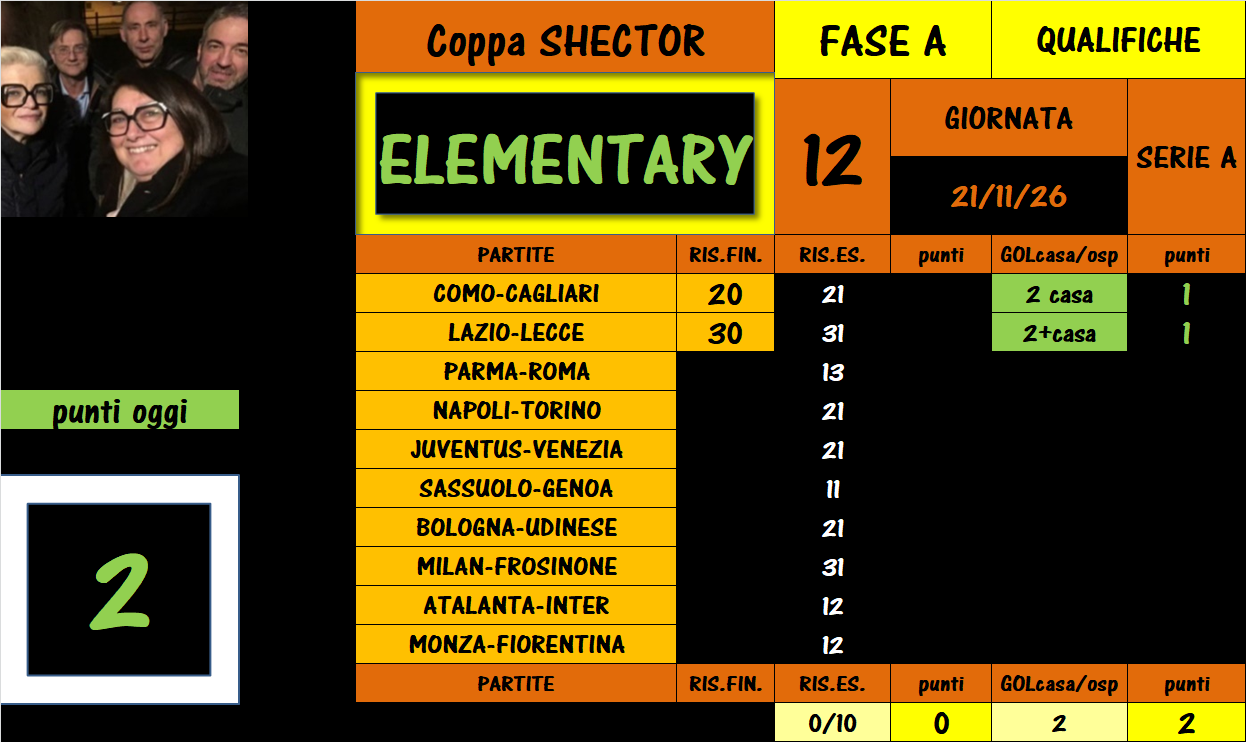 Coppa SHECTOR FASE A QUALIFICHE
ELEMENTARY 12 GIORNATA SERIE A
21/11/26
PARTITE RIS.FIN. RIS.ES. punti GOLcasa/osp punti
COMO-CAGLIARI 20 21 2 casa 1
LAZIO-LECCE 30 31 2+casa 1
PARMA-ROMA 13
NAPOLI-TORINO 21
punti oggi
JUVENTUS-VENEZIA 21
SASSUOLO-GENOA 11
BOLOGNA-UDINESE 21
MILAN-FROSINONE 31
2
ATALANTA-INTER 12
MONZA-FIORENTINA 12
PARTITE RIS.FIN. RIS.ES. punti GOLcasa/osp punti
0/10 0 2 2